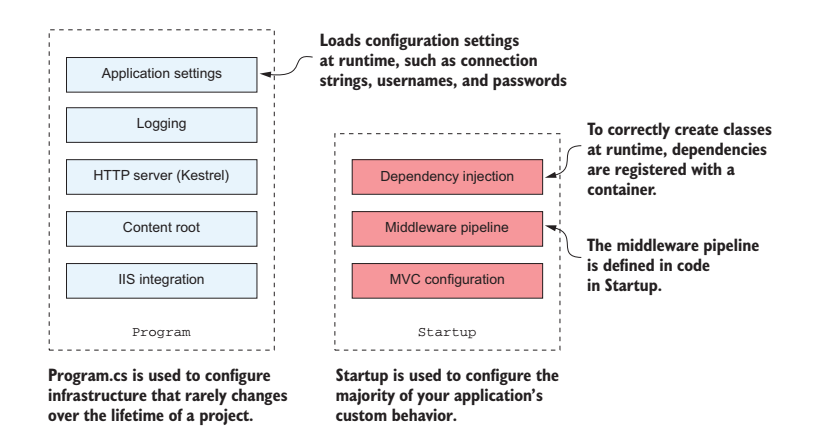 Loads configuration settings
at runtime, such as connection
strings, usernames, and passwords
Application settings
Logging
HTTP server (Kestrel)
Content root
IIS integration
Program
Program.cs is used to configure
infrastructure that rarely changes
over the lifetime of a project.
To correctly create classes
at runtime, dependencies
are registered with a
container.
Dependency injection
Middleware pipeline
The middleware pipeline
is defined in code
in Startup.
MVC configuration
Startup
Startup is used to configure the
majority of your application's
custom behavior.